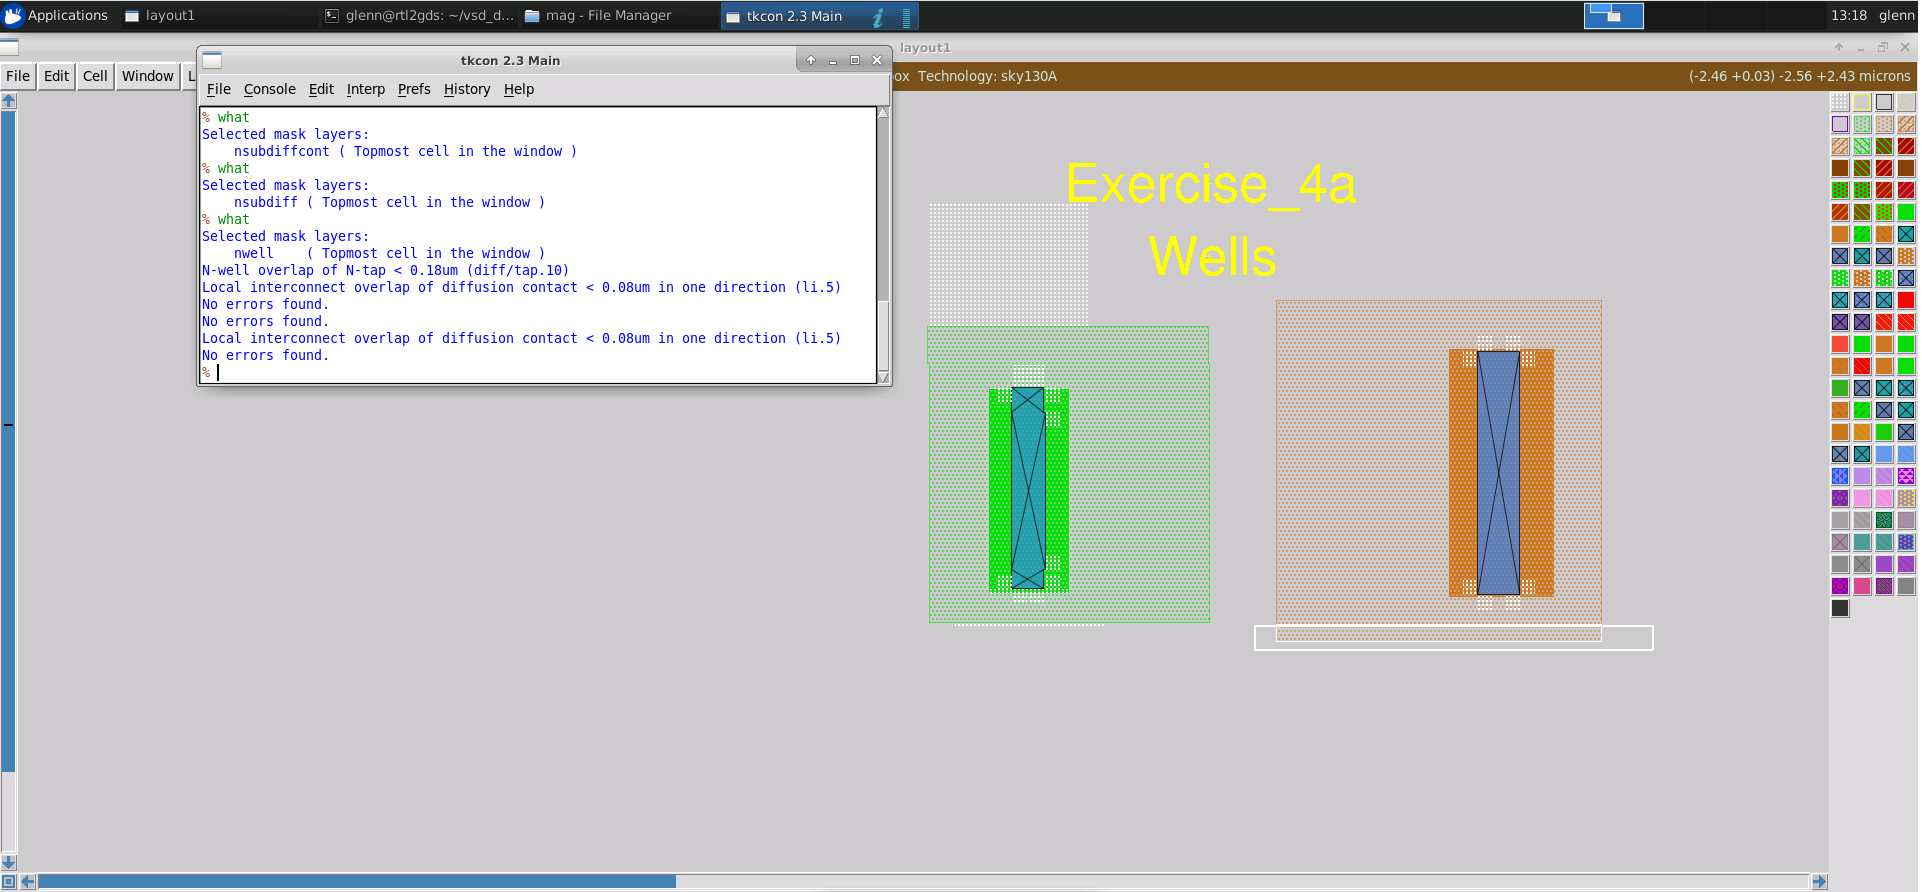 Applications
layout1
glenn@rtl2gds: ~/vsd_d...
mag - File Manager
tkcon 2.3 Main
13:18 glenn
layout1
File Edit Cell Window L
ox Technology: sky130A
(-2.46 +0.03) -2.56 +2.43 microns
tkcon 2.3 Main
File Console Edit Interp Prefs History Help
% what
Selected mask layers:
nsubdiffcont ( Topmost cell in the window )
% what
Selected mask layers:
nsubdiff ( Topmost cell in the window )
% what
Selected mask layers:
nwell ( Topmost cell in the window )
N-well overlap of N-tap < 0.18um (diff/tap.10)
Local interconnect overlap of diffusion contact < 0.08um in one direction (li.5)
No errors found.
No errors found.
Local interconnect overlap of diffusion contact < 0.08um in one direction (li.5)
No errors found.
%
Exercise_4a
Wells